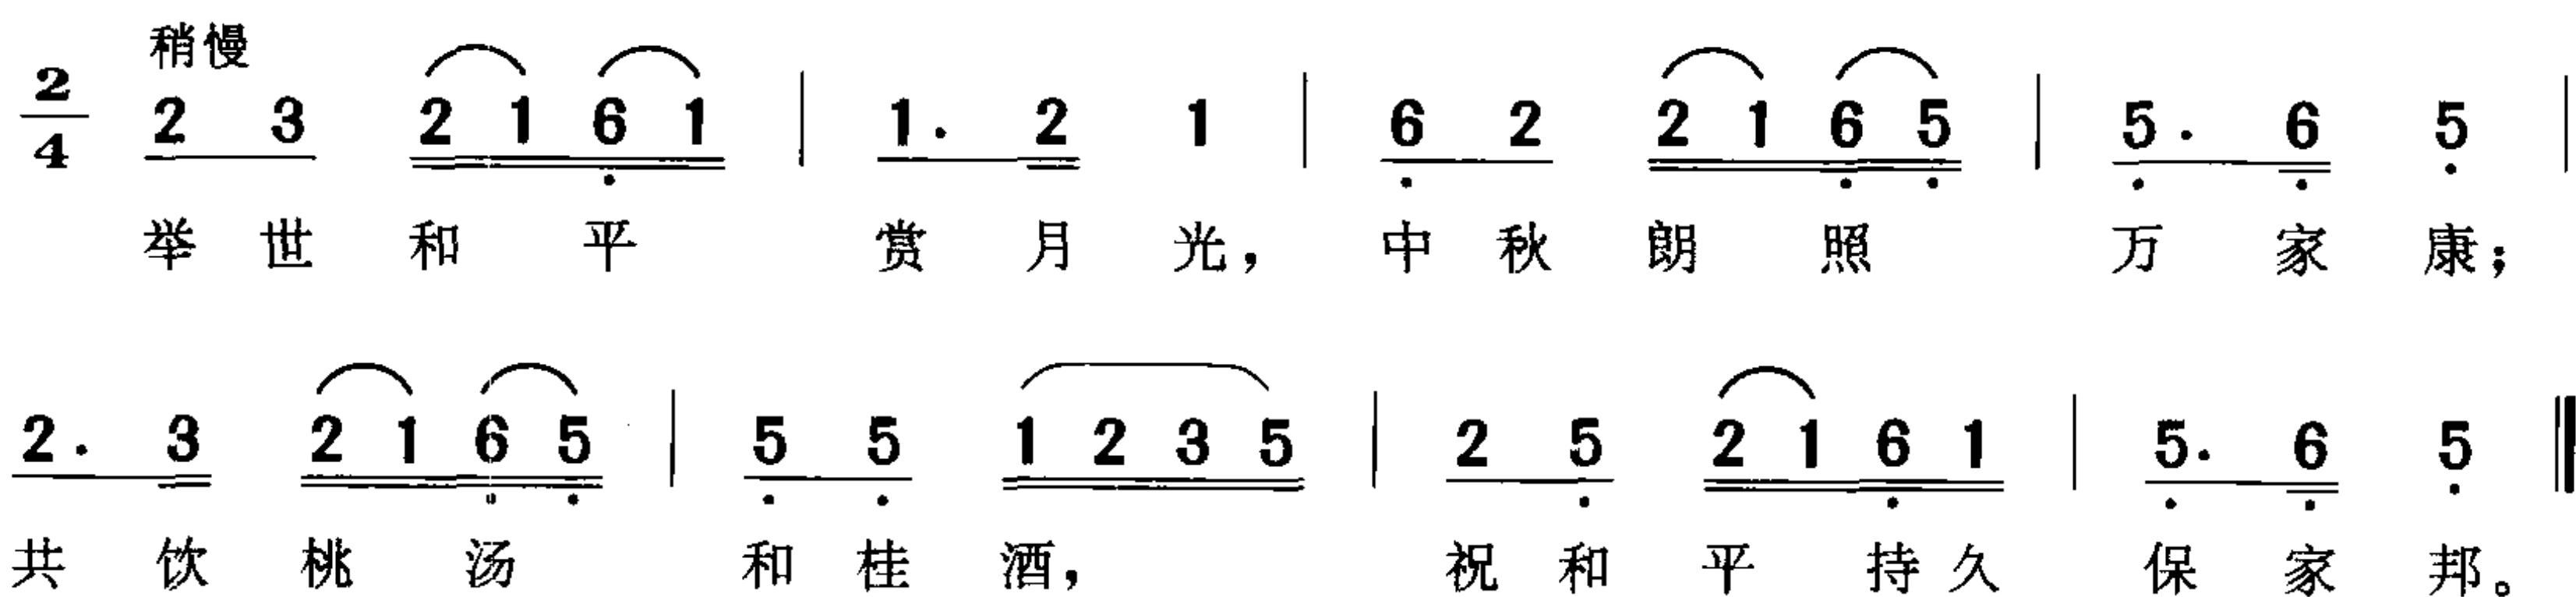 稍慢
2/4 2 3 2 1 6 1 | 1. 2 1 | 6 2 2 1 6 5 | 5. 6 5 |
举世和平 赏月光，中秋朗照 万家康；
2. 3 2 1 6 5 | 5 5 1 2 3 5 | 2 5 2 1 6 1 | 5. 6 5 ‖
共饮桃汤 和桂酒，祝和平持久 保家邦。